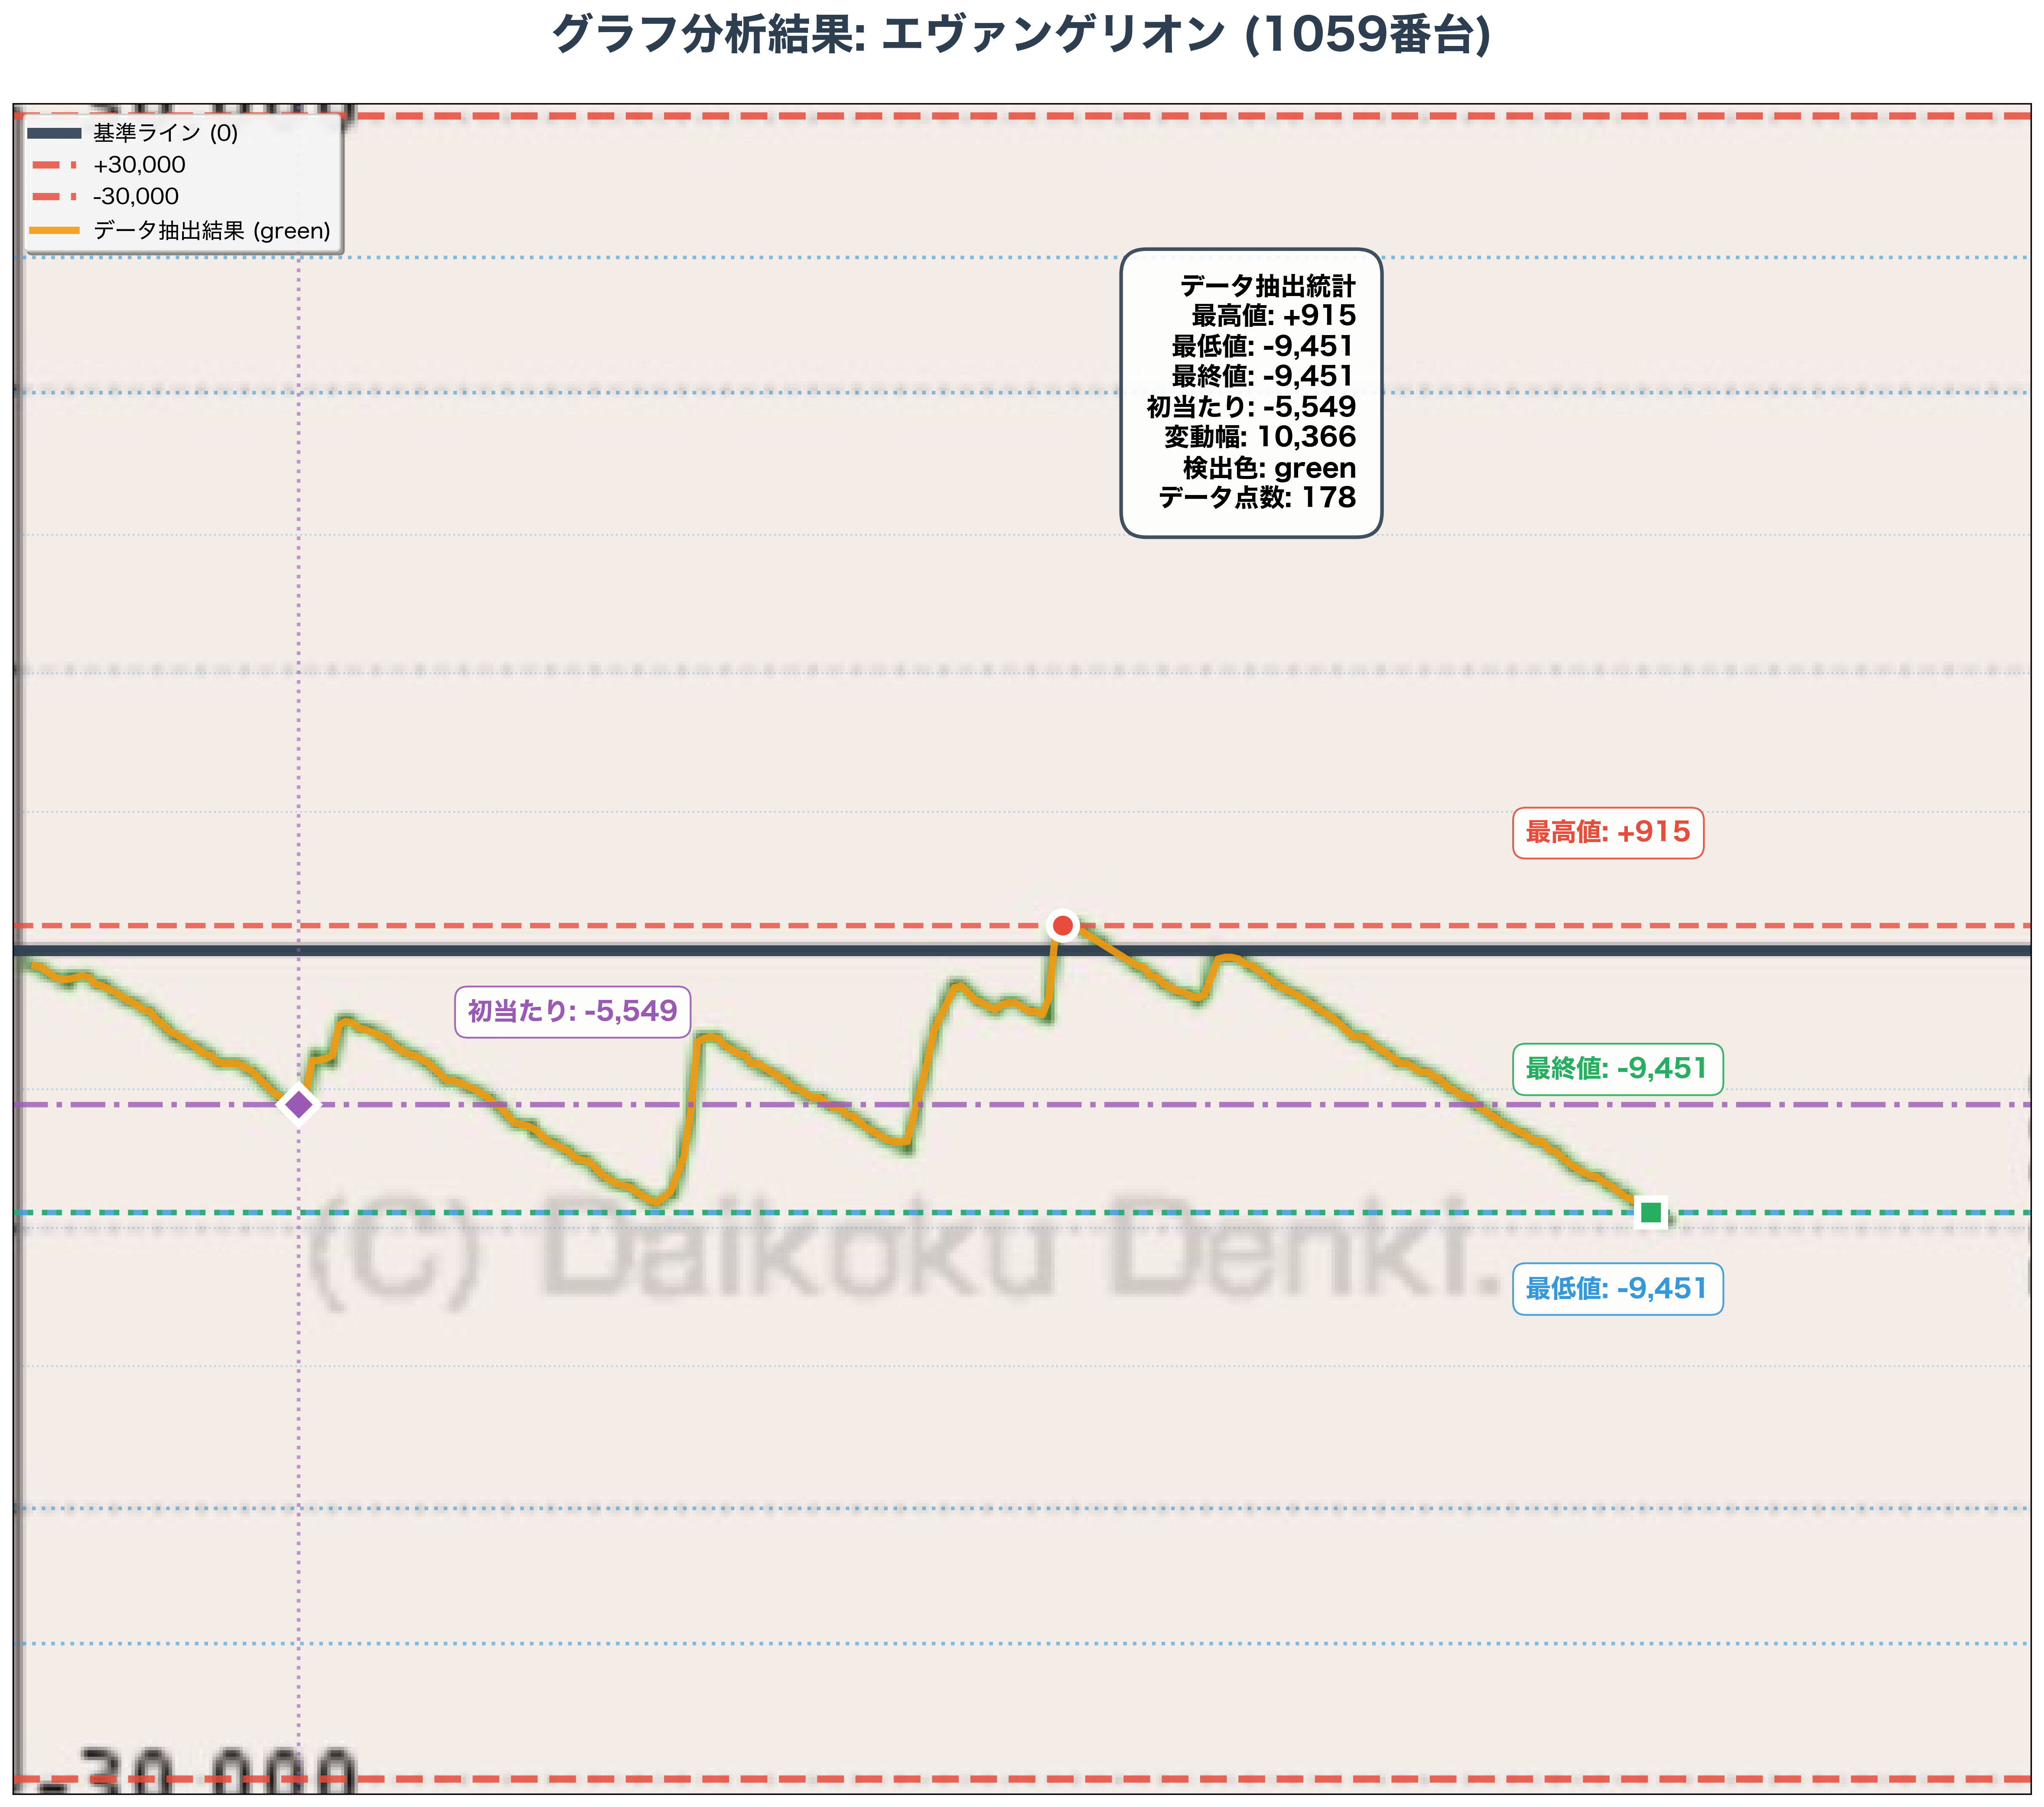 グラフ分析結果: エヴァンゲリオン (1059番台)
基準ライン (0)
+30,000
-30,000
データ抽出結果 (green)
データ抽出統計
最高値: +915
最低値: -9,451
最終値: -9,451
初当たり: -5,549
変動幅: 10,366
検出色: green
データ点数: 178
最高値: +915
初当たり: -5,549
最終値: -9,451
(C) Daikoku Denki.
最低値: -9,451
-30,000